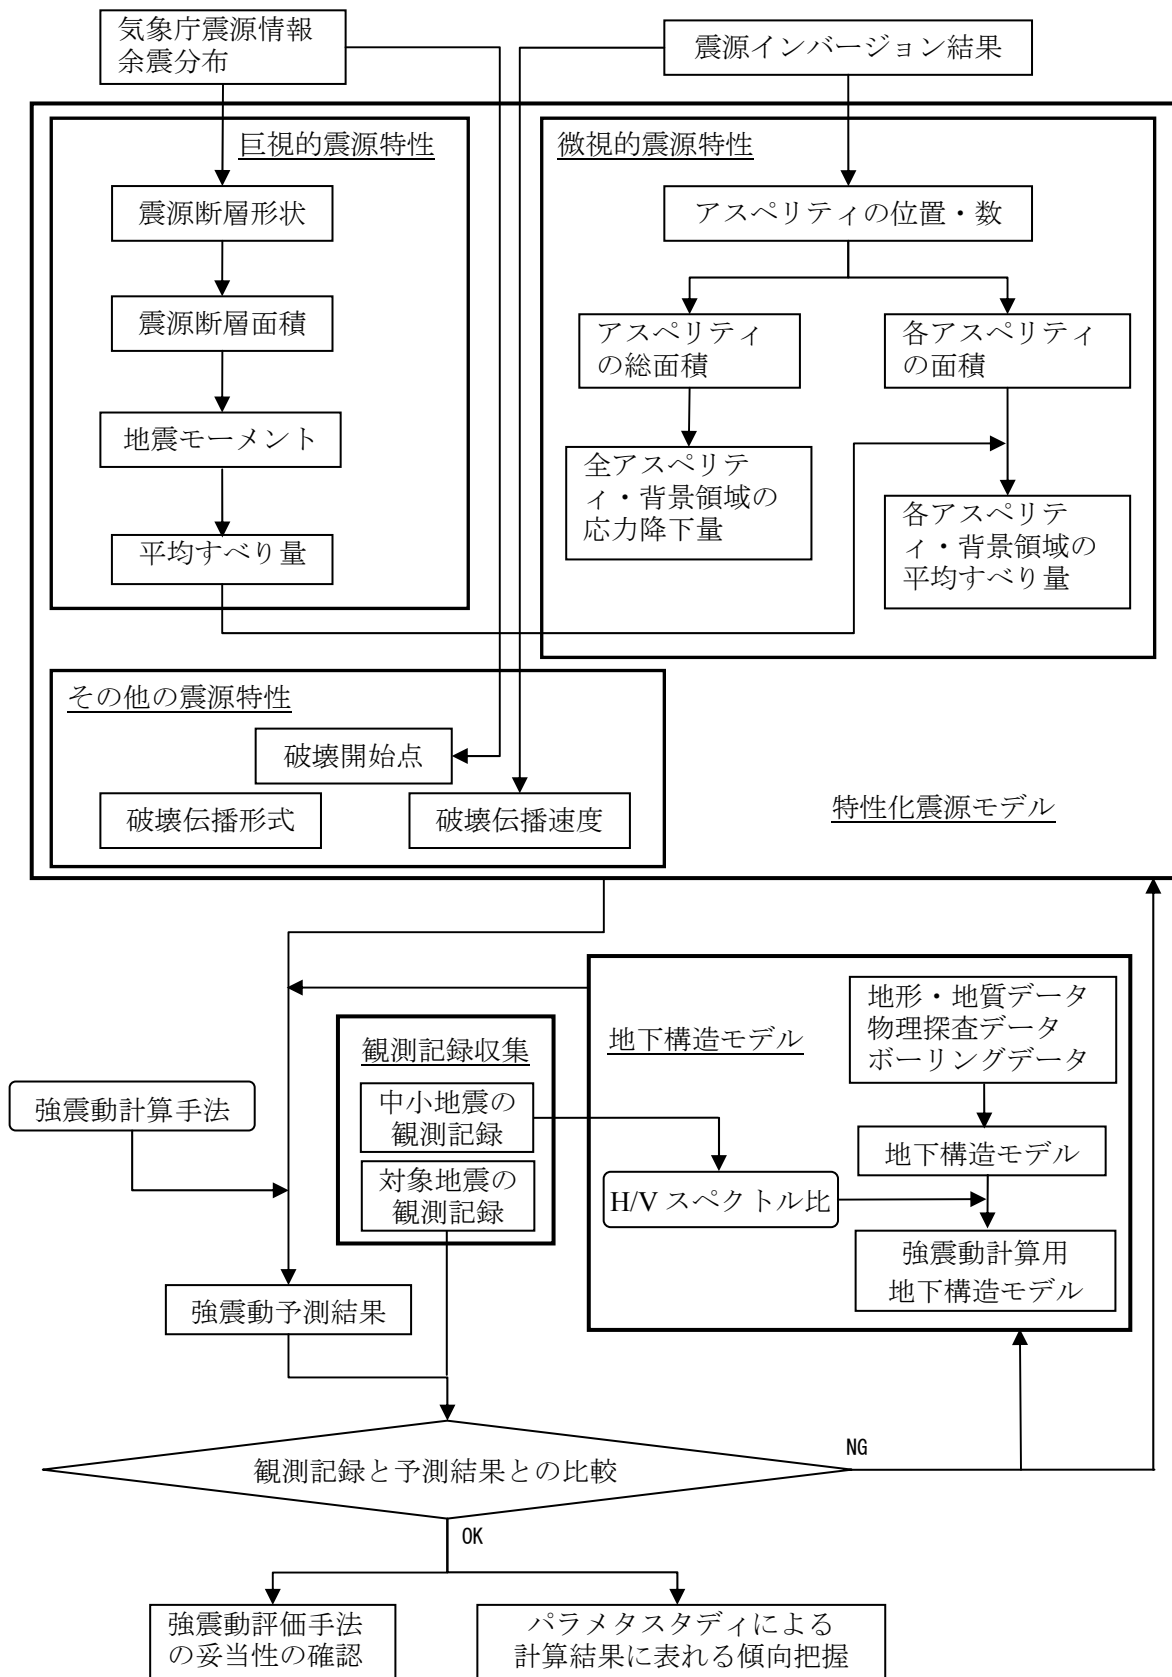 気象庁震源情報
余震分布
震源インバージョン結果
巨視的震源特性
震源断層形状
震源断層面積
地震モーメント
平均すべり量
微視的震源特性
アスペリティの位置・数
アスペリティ
の総面積
各アスペリティ
の面積
全アスペリテ
ィ・背景領域の
応力降下量
各アスペリテ
ィ・背景領域の
平均すべり量
その他の震源特性
破壊開始点
破壊伝播形式
破壊伝播速度
特性化震源モデル
地下構造モデル
地形・地質データ
物理探査データ
ボーリングデータ
地下構造モデル
H/V スペクトル比
強震動計算用
地下構造モデル
観測記録収集
中小地震の
観測記録
対象地震の
観測記録
強震動計算手法
強震動予測結果
観測記録と予測結果との比較
NG
OK
強震動評価手法
の妥当性の確認
パラメタスタディによる
計算結果に表れる傾向把握